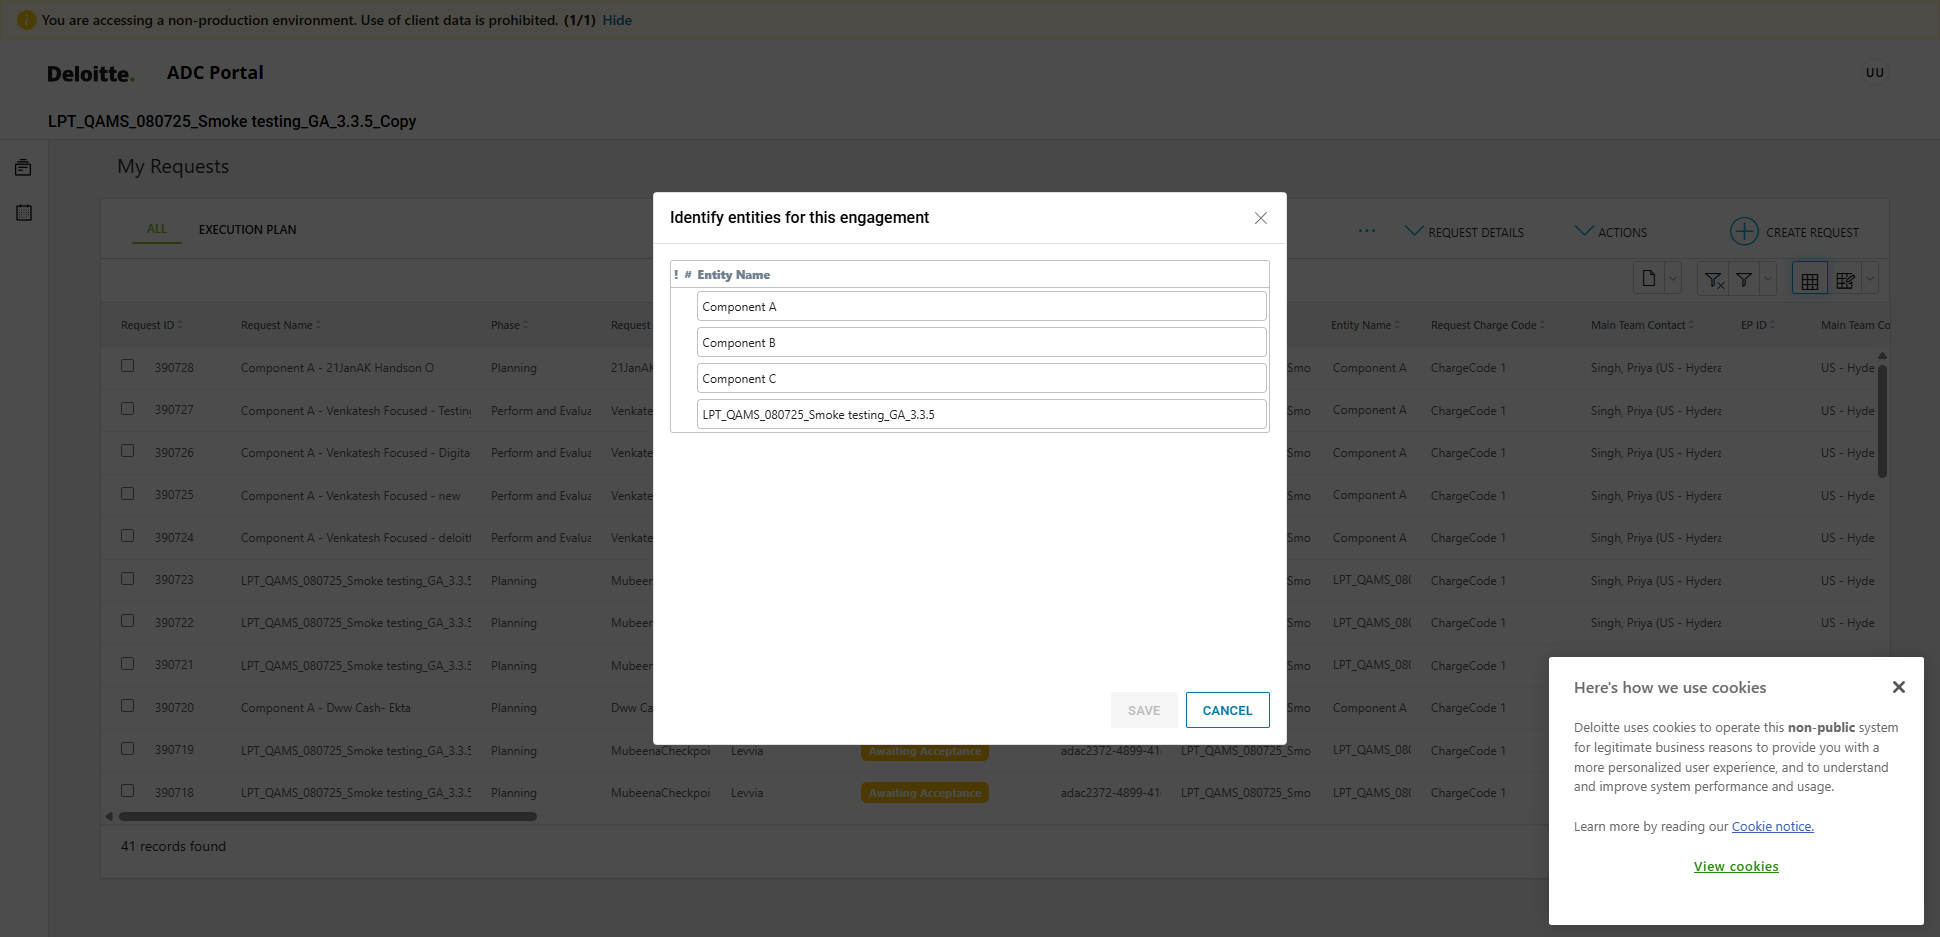 You are accessing a non-production environment. Use of client data is prohibited. (1/1) Hide
Deloitte. ADC Portal
UU
LPT_QAMS_080725_Smoke testing_GA_3.3.5_Copy
My Requests
ALL EXECUTION PLAN
... REQUEST DETAILS ACTIONS CREATE REQUEST
Request ID Request Name Phase Request Entity Name Request Charge Code Main Team Contact EP ID Main Team Co
390728 Component A - 21JanAK Handson O Planning 21JanAK Smo Component A ChargeCode 1 Singh, Priya (US - Hydera US - Hyde
390727 Component A - Venkatesh Focused - Testing Perform and Evalua Venkate Smo Component A ChargeCode 1 Singh, Priya (US - Hydera US - Hyde
390726 Component A - Venkatesh Focused - Digita Perform and Evalua Venkate Smo Component A ChargeCode 1 Singh, Priya (US - Hydera US - Hyde
390725 Component A - Venkatesh Focused - new Perform and Evalua Venkate Smo Component A ChargeCode 1 Singh, Priya (US - Hydera US - Hyde
390724 Component A - Venkatesh Focused - deloitt Perform and Evalua Venkate Smo Component A ChargeCode 1 Singh, Priya (US - Hydera US - Hyde
390723 LPT_QAMS_080725_Smoke testing_GA_3.3.5 Planning Mubeen Smo LPT_QAMS_080 ChargeCode 1 Singh, Priya (US - Hydera US - Hyde
390722 LPT_QAMS_080725_Smoke testing_GA_3.3.5 Planning Mubeen Smo LPT_QAMS_080 ChargeCode 1 Singh, Priya (US - Hydera US - Hyde
390721 LPT_QAMS_080725_Smoke testing_GA_3.3.5 Planning Mubeen Smo LPT_QAMS_080 ChargeCode 1
390720 Component A - Dww Cash- Ekta Planning Dww Ca Smo Component A ChargeCode 1
390719 LPT_QAMS_080725_Smoke testing_GA_3.3.5 Planning MubeenaCheckpoi Levvia Awaiting Acceptance adac2372-4899-41 LPT_QAMS_080725_Smo LPT_QAMS_080 ChargeCode 1
390718 LPT_QAMS_080725_Smoke testing_GA_3.3.5 Planning MubeenaCheckpoi Levvia Awaiting Acceptance adac2372-4899-41 LPT_QAMS_080725_Smo LPT_QAMS_080 ChargeCode 1
41 records found
Identify entities for this engagement
! # Entity Name
Component A
Component B
Component C
LPT_QAMS_080725_Smoke testing_GA_3.3.5
SAVE CANCEL
Here's how we use cookies
Deloitte uses cookies to operate this non-public system
for legitimate business reasons to provide you with a
more personalized user experience, and to understand
and improve system performance and usage.
Learn more by reading our Cookie notice.
View cookies